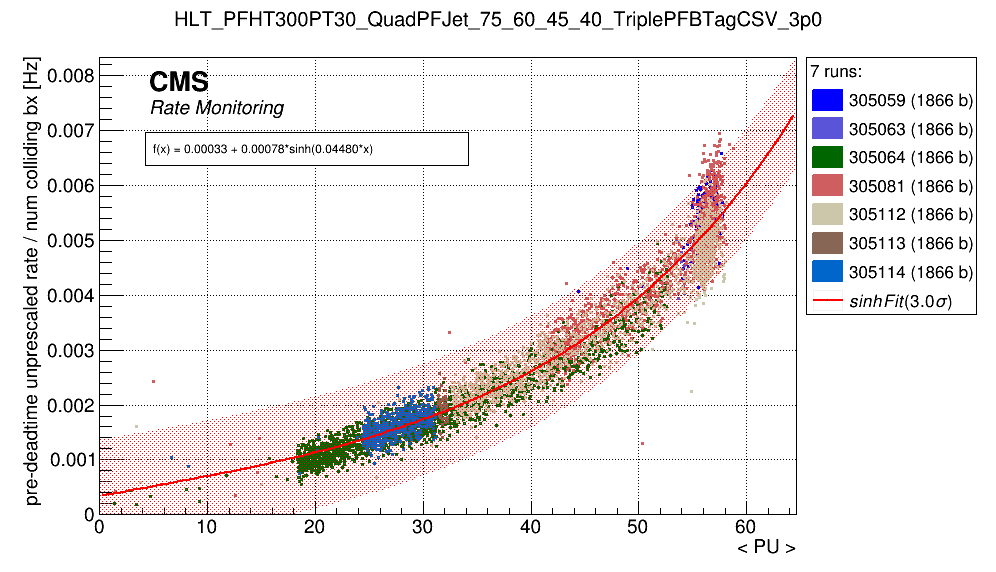 HLT_PFHT300PT30_QuadPFJet_75_60_45_40_TriplePFBTagCSV_3p0
pre-deadtime unprescaled rate / num colliding bx [Hz]
0.008
0.007
0.006
0.005
0.004
0.003
0.002
0.001
0
CMS
Rate Monitoring
f(x) = 0.00033 + 0.00078*sinh(0.04480*x)
0 10 20 30 40 50 60
< PU >
7 runs:
305059 (1866 b)
305063 (1866 b)
305064 (1866 b)
305081 (1866 b)
305112 (1866 b)
305113 (1866 b)
305114 (1866 b)
sinhFit(3.0σ)